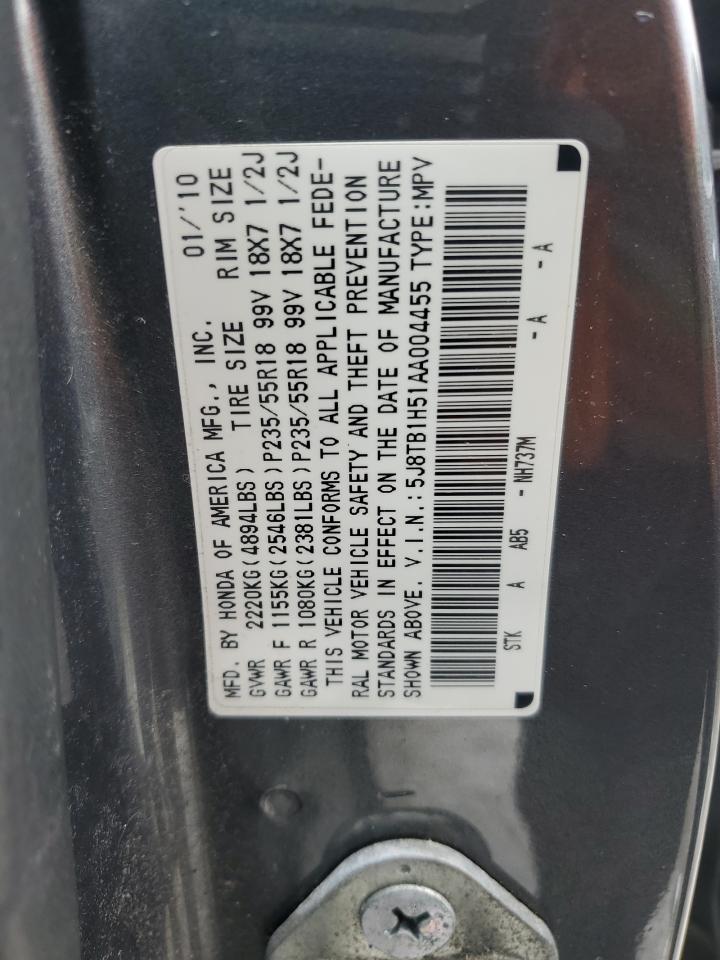 MFD. BY HONDA OF AMERICA MFG., INC. 01/'10
GVWR 2220KG(4894LBS) TIRE SIZE RIM SIZE
GAWR F 1155KG(2546LBS)P235/55R18 99V 18X7 1/2J
GAWR R 1080KG(2381LBS)P235/55R18 99V 18X7 1/2J
THIS VEHICLE CONFORMS TO ALL APPLICABLE FEDE-
RAL MOTOR VEHICLE SAFETY AND THEFT PREVENTION
STANDARDS IN EFFECT ON THE DATE OF MANUFACTURE
SHOWN ABOVE. V.I.N.:5J8TB1H51AA004455 TYPE:MPV
STK A AB5 - NH737M - A - A